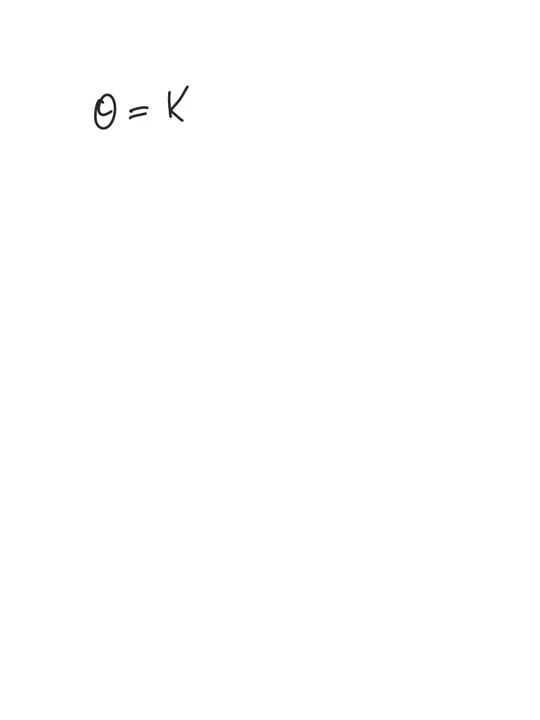 θ = K